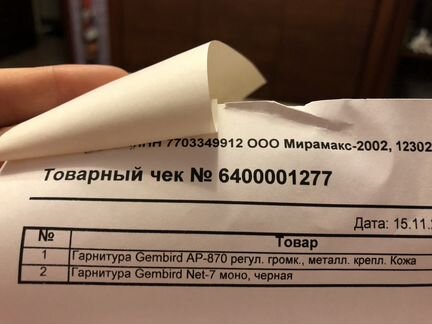 ИНН 7703349912 ООО Мирамакс-2002, 12302
Товарный чек № 6400001277
Дата: 15.11.
№ Товар
1 Гарнитура Gembird AP-870 регул. громк., металл. крепл. Кожа
2 Гарнитура Gembird Net-7 моно, черная